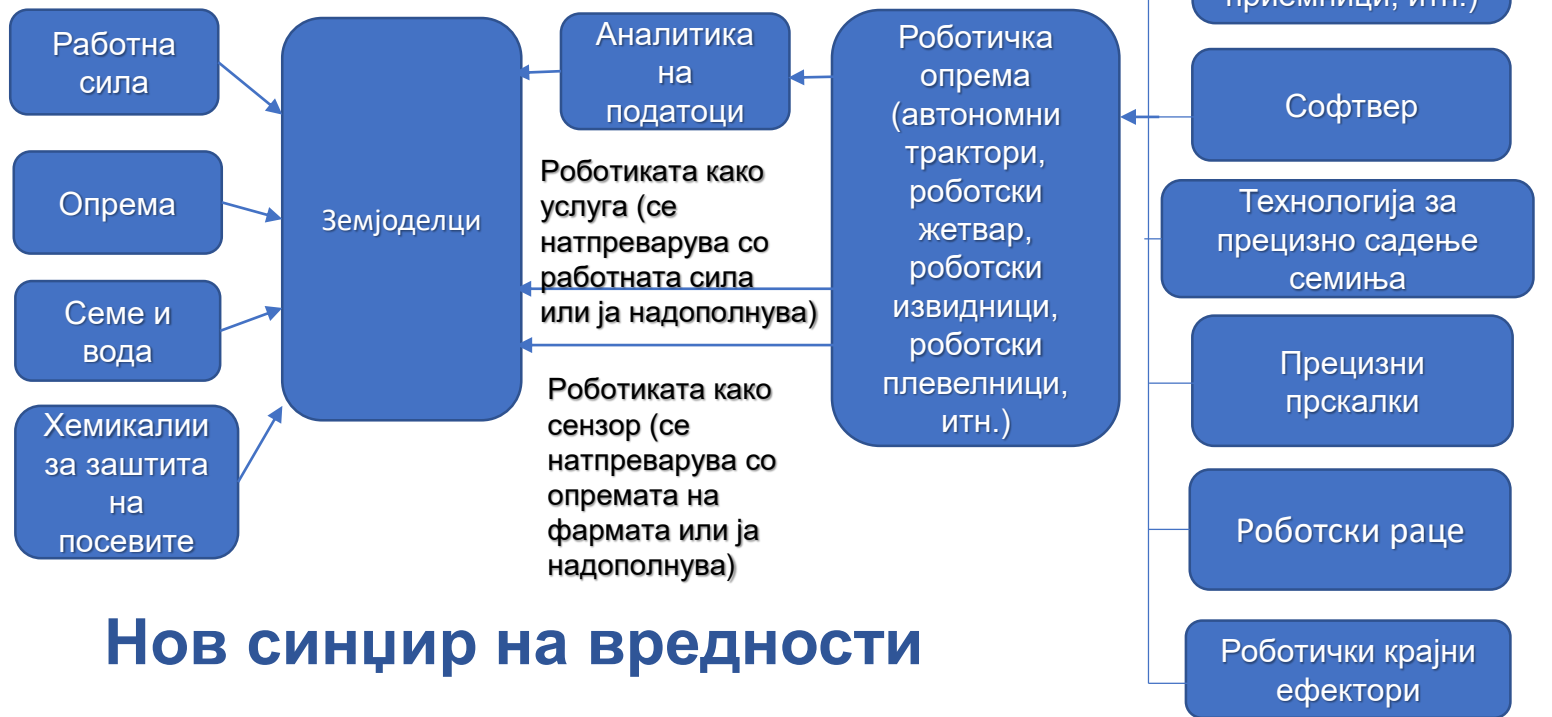 Работна
сила
Опрема
Семе и
вода
Хемикалии
за заштита
на
посевите
Земјоделци
Аналитика
на
податоци
Роботиката како
услуга (се
натпреварува со
работната сила
или ја надополнува)
Роботиката како
сензор (се
натпреварува со
опремата на
фармата или ја
надополнува)
Роботичка
опрема
(автономни
трактори,
роботски
жетвар,
роботски
извидници,
роботски
плевелници,
итн.)
приемници, итн.)
Софтвер
Технологија за
прецизно садење
семиња
Прецизни
прскалки
Роботски раце
Роботички крајни
ефектори
Нов синџир на вредности